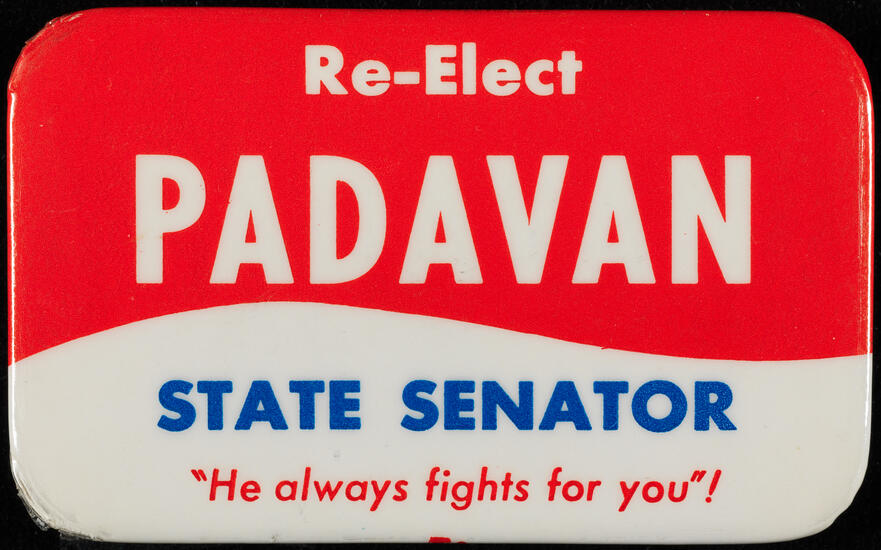 Re-Elect
PADAVAN
STATE SENATOR
"He always fights for you"!